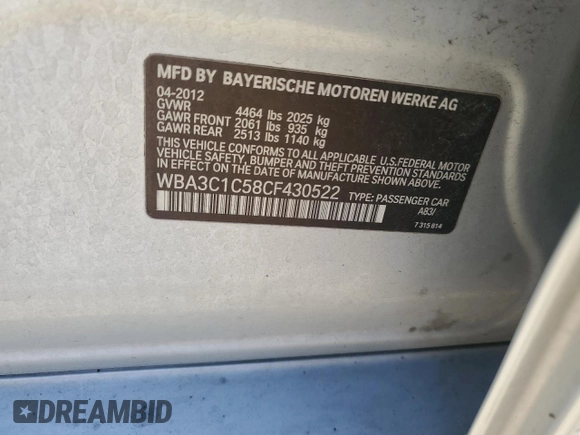 MFD BY BAYERISCHE MOTOREN WERKE AG
04-2012
GVWR 4464 lbs 2025 kg
GAWR FRONT 2061 lbs 935 kg
GAWR REAR 2513 lbs 1140 kg
THIS VEHICLE CONFORMS TO ALL APPLICABLE U.S.FEDERAL MOTOR
VEHICLE SAFETY, BUMPER AND THEFT PREVENTION STANDARDS
IN EFFECT ON THE DATE OF MANUFACTURE SHOWN ABOVE.
WBA3C1C58CF430522
TYPE: PASSENGER CAR
A83/
7 315 814
DREAMBID